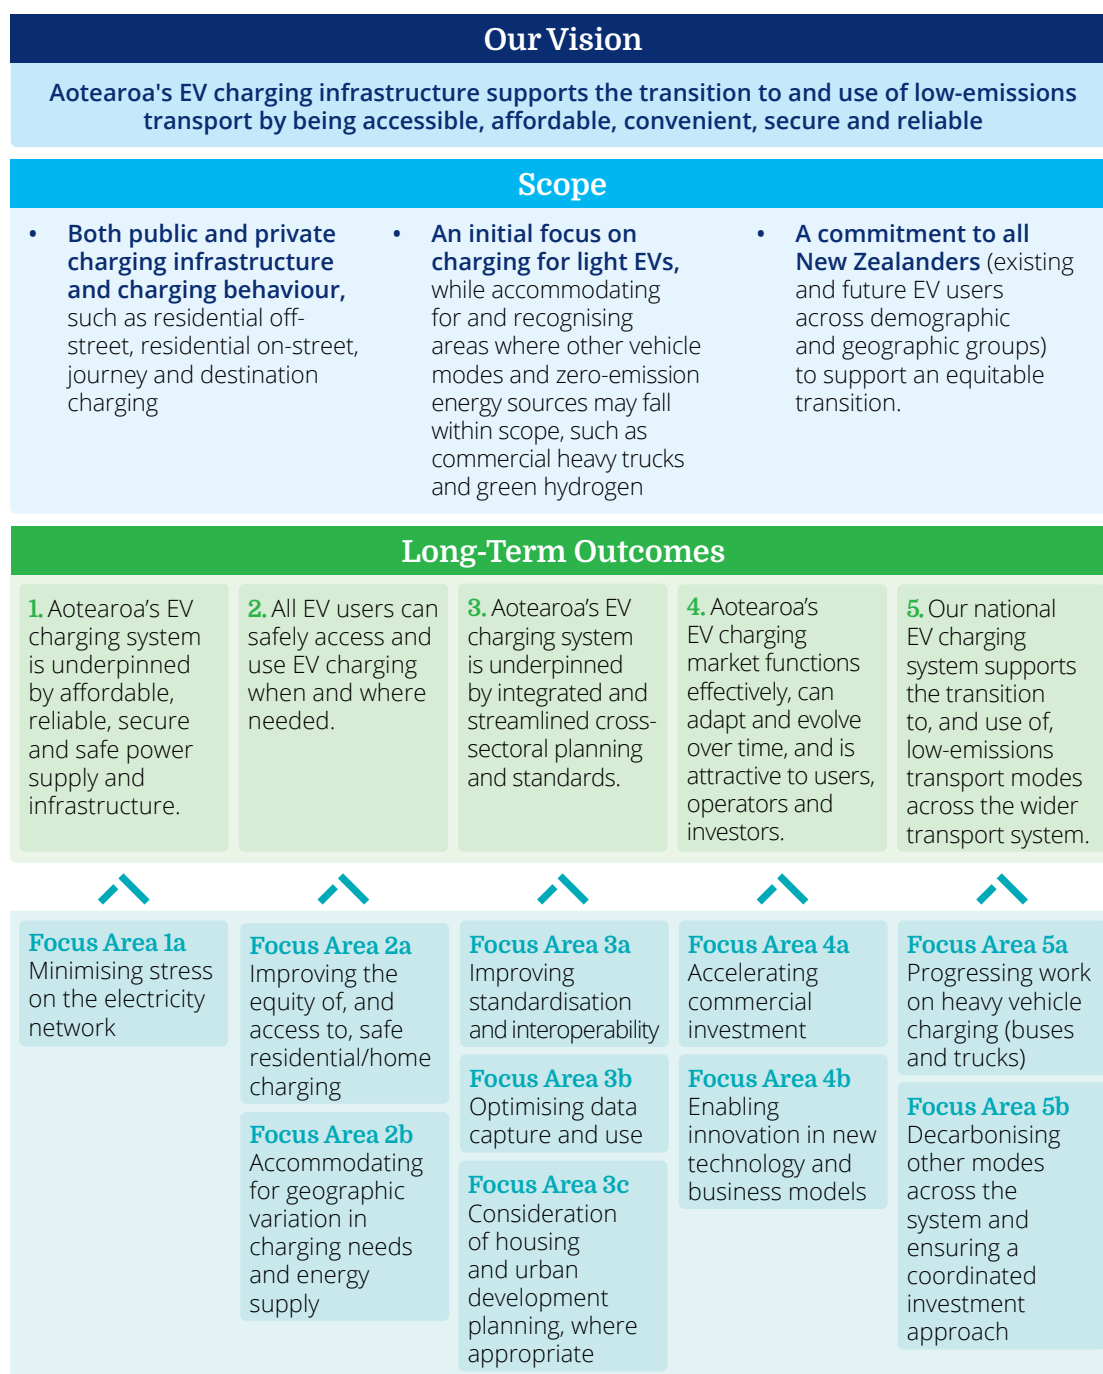 Our Vision
Aotearoa's EV charging infrastructure supports the transition to and use of low-emissions
transport by being accessible, affordable, convenient, secure and reliable
Scope
• Both public and private
charging infrastructure
and charging behaviour,
such as residential off-
street, residential on-street,
journey and destination
charging
• An initial focus on
charging for light EVs,
while accommodating
for and recognising
areas where other vehicle
modes and zero-emission
energy sources may fall
within scope, such as
commercial heavy trucks
and green hydrogen
• A commitment to all
New Zealanders (existing
and future EV users
across demographic
and geographic groups)
to support an equitable
transition.
Long-Term Outcomes
1. Aotearoa’s EV
charging system
is underpinned
by affordable,
reliable, secure
and safe power
supply and
infrastructure.
2. All EV users can
safely access and
use EV charging
when and where
needed.
3. Aotearoa’s EV
charging system
is underpinned
by integrated and
streamlined cross-
sectoral planning
and standards.
4. Aotearoa’s
EV charging
market functions
effectively, can
adapt and evolve
over time, and is
attractive to users,
operators and
investors.
5. Our national
EV charging
system supports
the transition
to, and use of,
low-emissions
transport modes
across the wider
transport system.
Focus Area 1a
Minimising stress
on the electricity
network
Focus Area 2a
Improving the
equity of, and
access to, safe
residential/home
charging
Focus Area 2b
Accommodating
for geographic
variation in
charging needs
and energy
supply
Focus Area 3a
Improving
standardisation
and interoperability
Focus Area 3b
Optimising data
capture and use
Focus Area 3c
Consideration
of housing
and urban
development
planning, where
appropriate
Focus Area 4a
Accelerating
commercial
investment
Focus Area 4b
Enabling
innovation in new
technology and
business models
Focus Area 5a
Progressing work
on heavy vehicle
charging (buses
and trucks)
Focus Area 5b
Decarbonising
other modes
across the
system and
ensuring a
coordinated
investment
approach